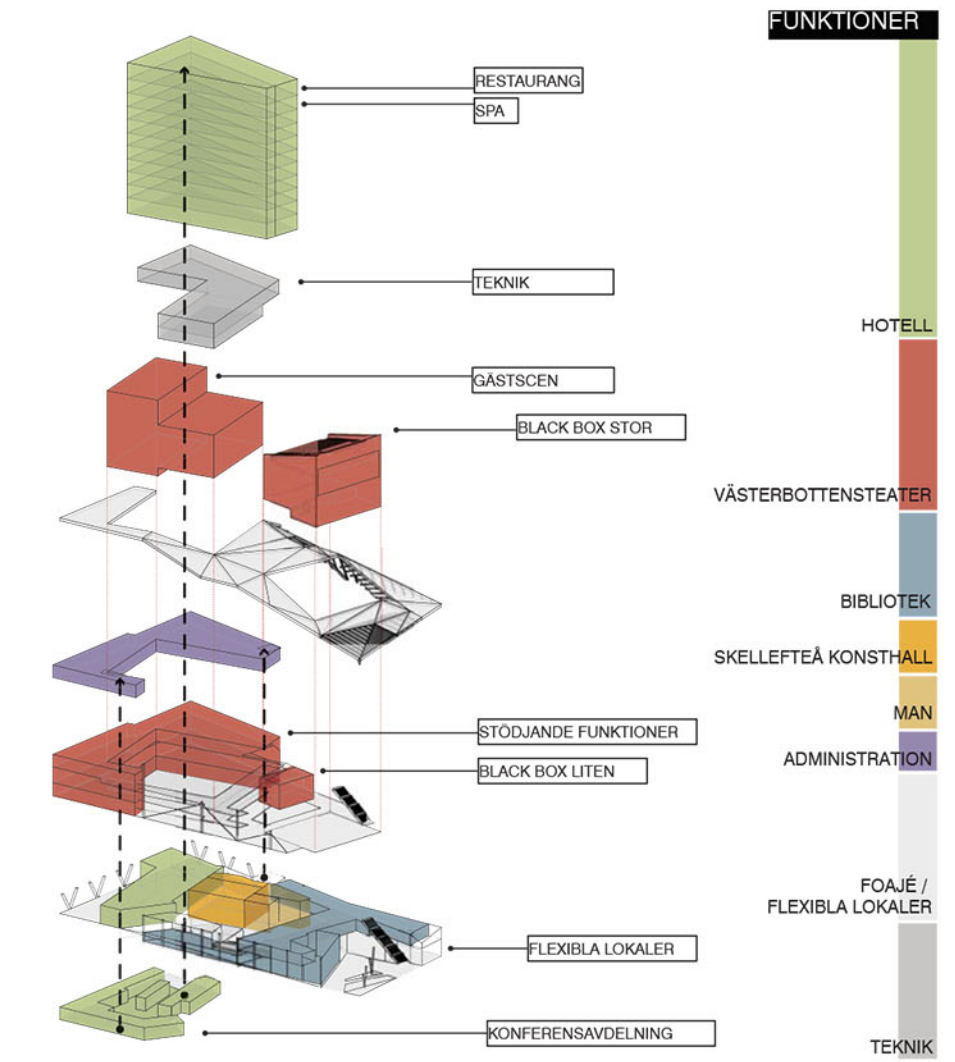 FUNKTIONER
RESTAURANG
SPA
TEKNIK
HOTELL
GÄSTSCEN
BLACK BOX STOR
VÄSTERBOTTENSTEATER
BIBLIOTEK
SKELLEFTEÅ KONSTHALL
MAN
STÖDJANDE FUNKTIONER
ADMINISTRATION
BLACK BOX LITEN
FOAJÉ /
FLEXIBLA LOKALER
FLEXIBLA LOKALER
KONFERENSAVDELNING
TEKNIK